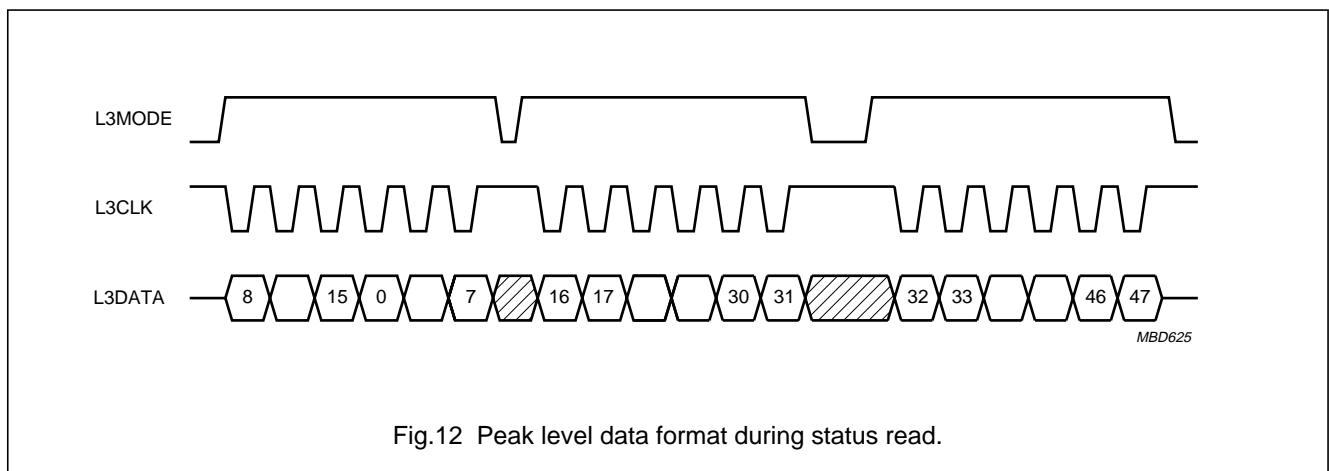 L3MODE
L3CLK
L3DATA 8 15 0 7 16 17 30 31 32 33 46 47
MBD625
Fig.12 Peak level data format during status read.